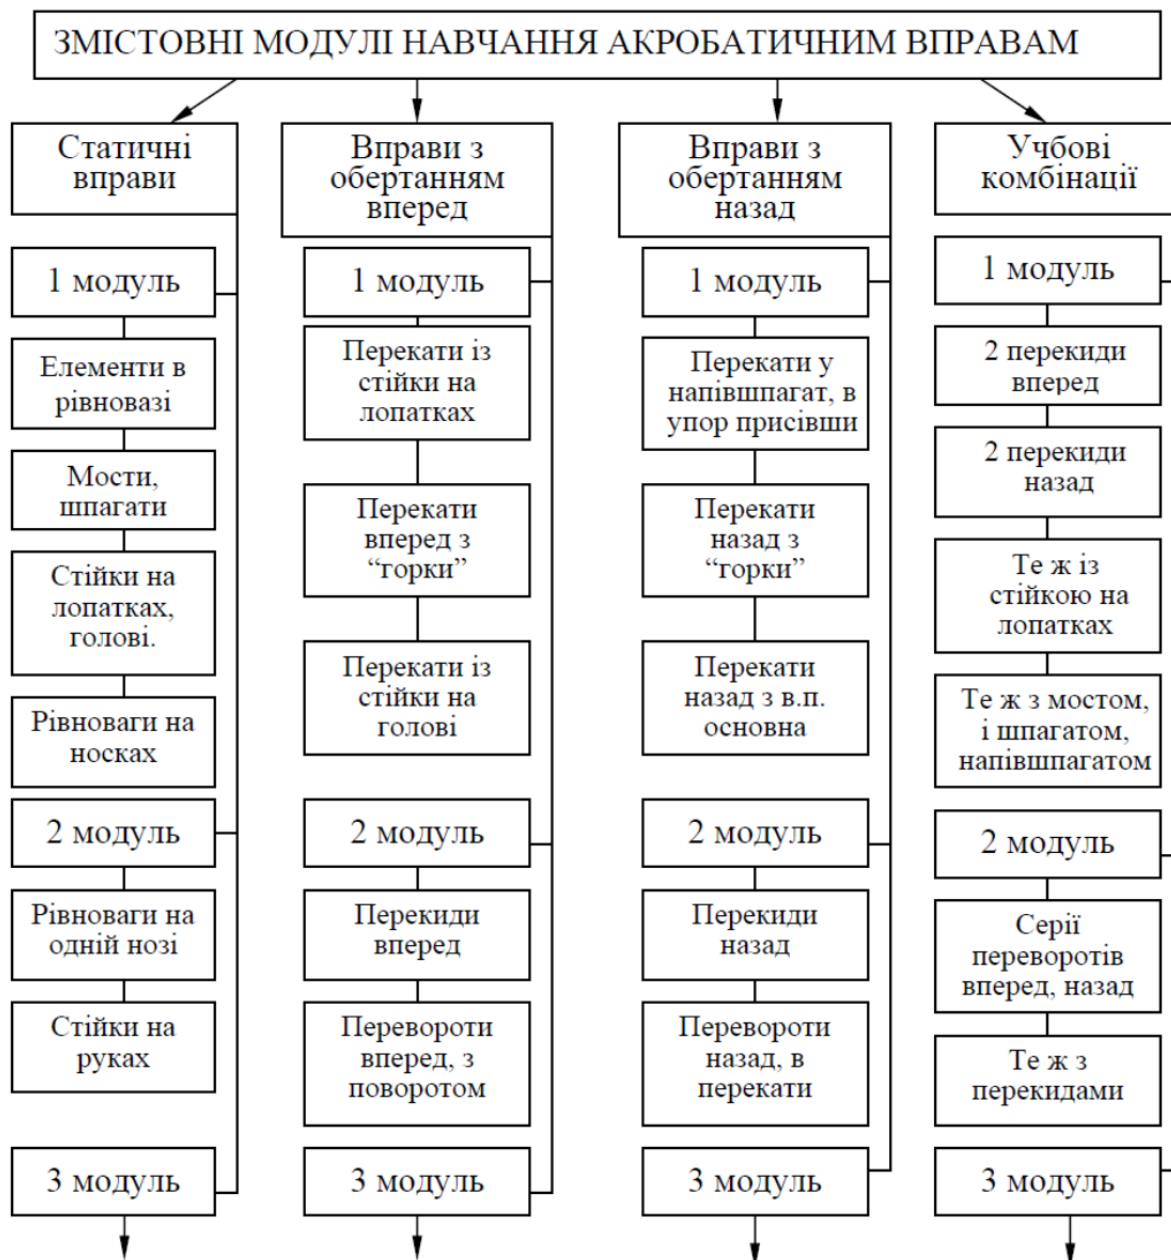 ЗМІСТОВНІ МОДУЛІ НАВЧАННЯ АКРОБАТИЧНИМ ВПРАВАМ
Статичні
вправи
1 модуль
Елементи в
рівновазі
Мости,
шпагати
Стійки на
лопатках,
голові.
Рівноваги на
носках
2 модуль
Рівноваги на
одній нозі
Стійки на
руках
3 модуль
Вправи з
обертанням
вперед
1 модуль
Перекати із
стійки на
лопатках
Перекати
вперед з
“горки”
Перекати із
стійки на
голові
2 модуль
Перекиди
вперед
Перевороти
вперед, з
поворотом
3 модуль
Вправи з
обертанням
назад
1 модуль
Перекати у
напівшпагат, в
упор присівши
Перекати
назад з
“горки”
Перекати
назад з в.п.
основна
2 модуль
Перекиди
назад
Перевороти
назад, в
перекати
3 модуль
Учбові
комбінації
1 модуль
2 перекиди
вперед
2 перекиди
назад
Те ж із
стійкою на
лопатках
Те ж з мостом,
і шпагатом,
напівшпагатом
2 модуль
Серії
переворотів
вперед, назад
Те ж з
перекидами
3 модуль